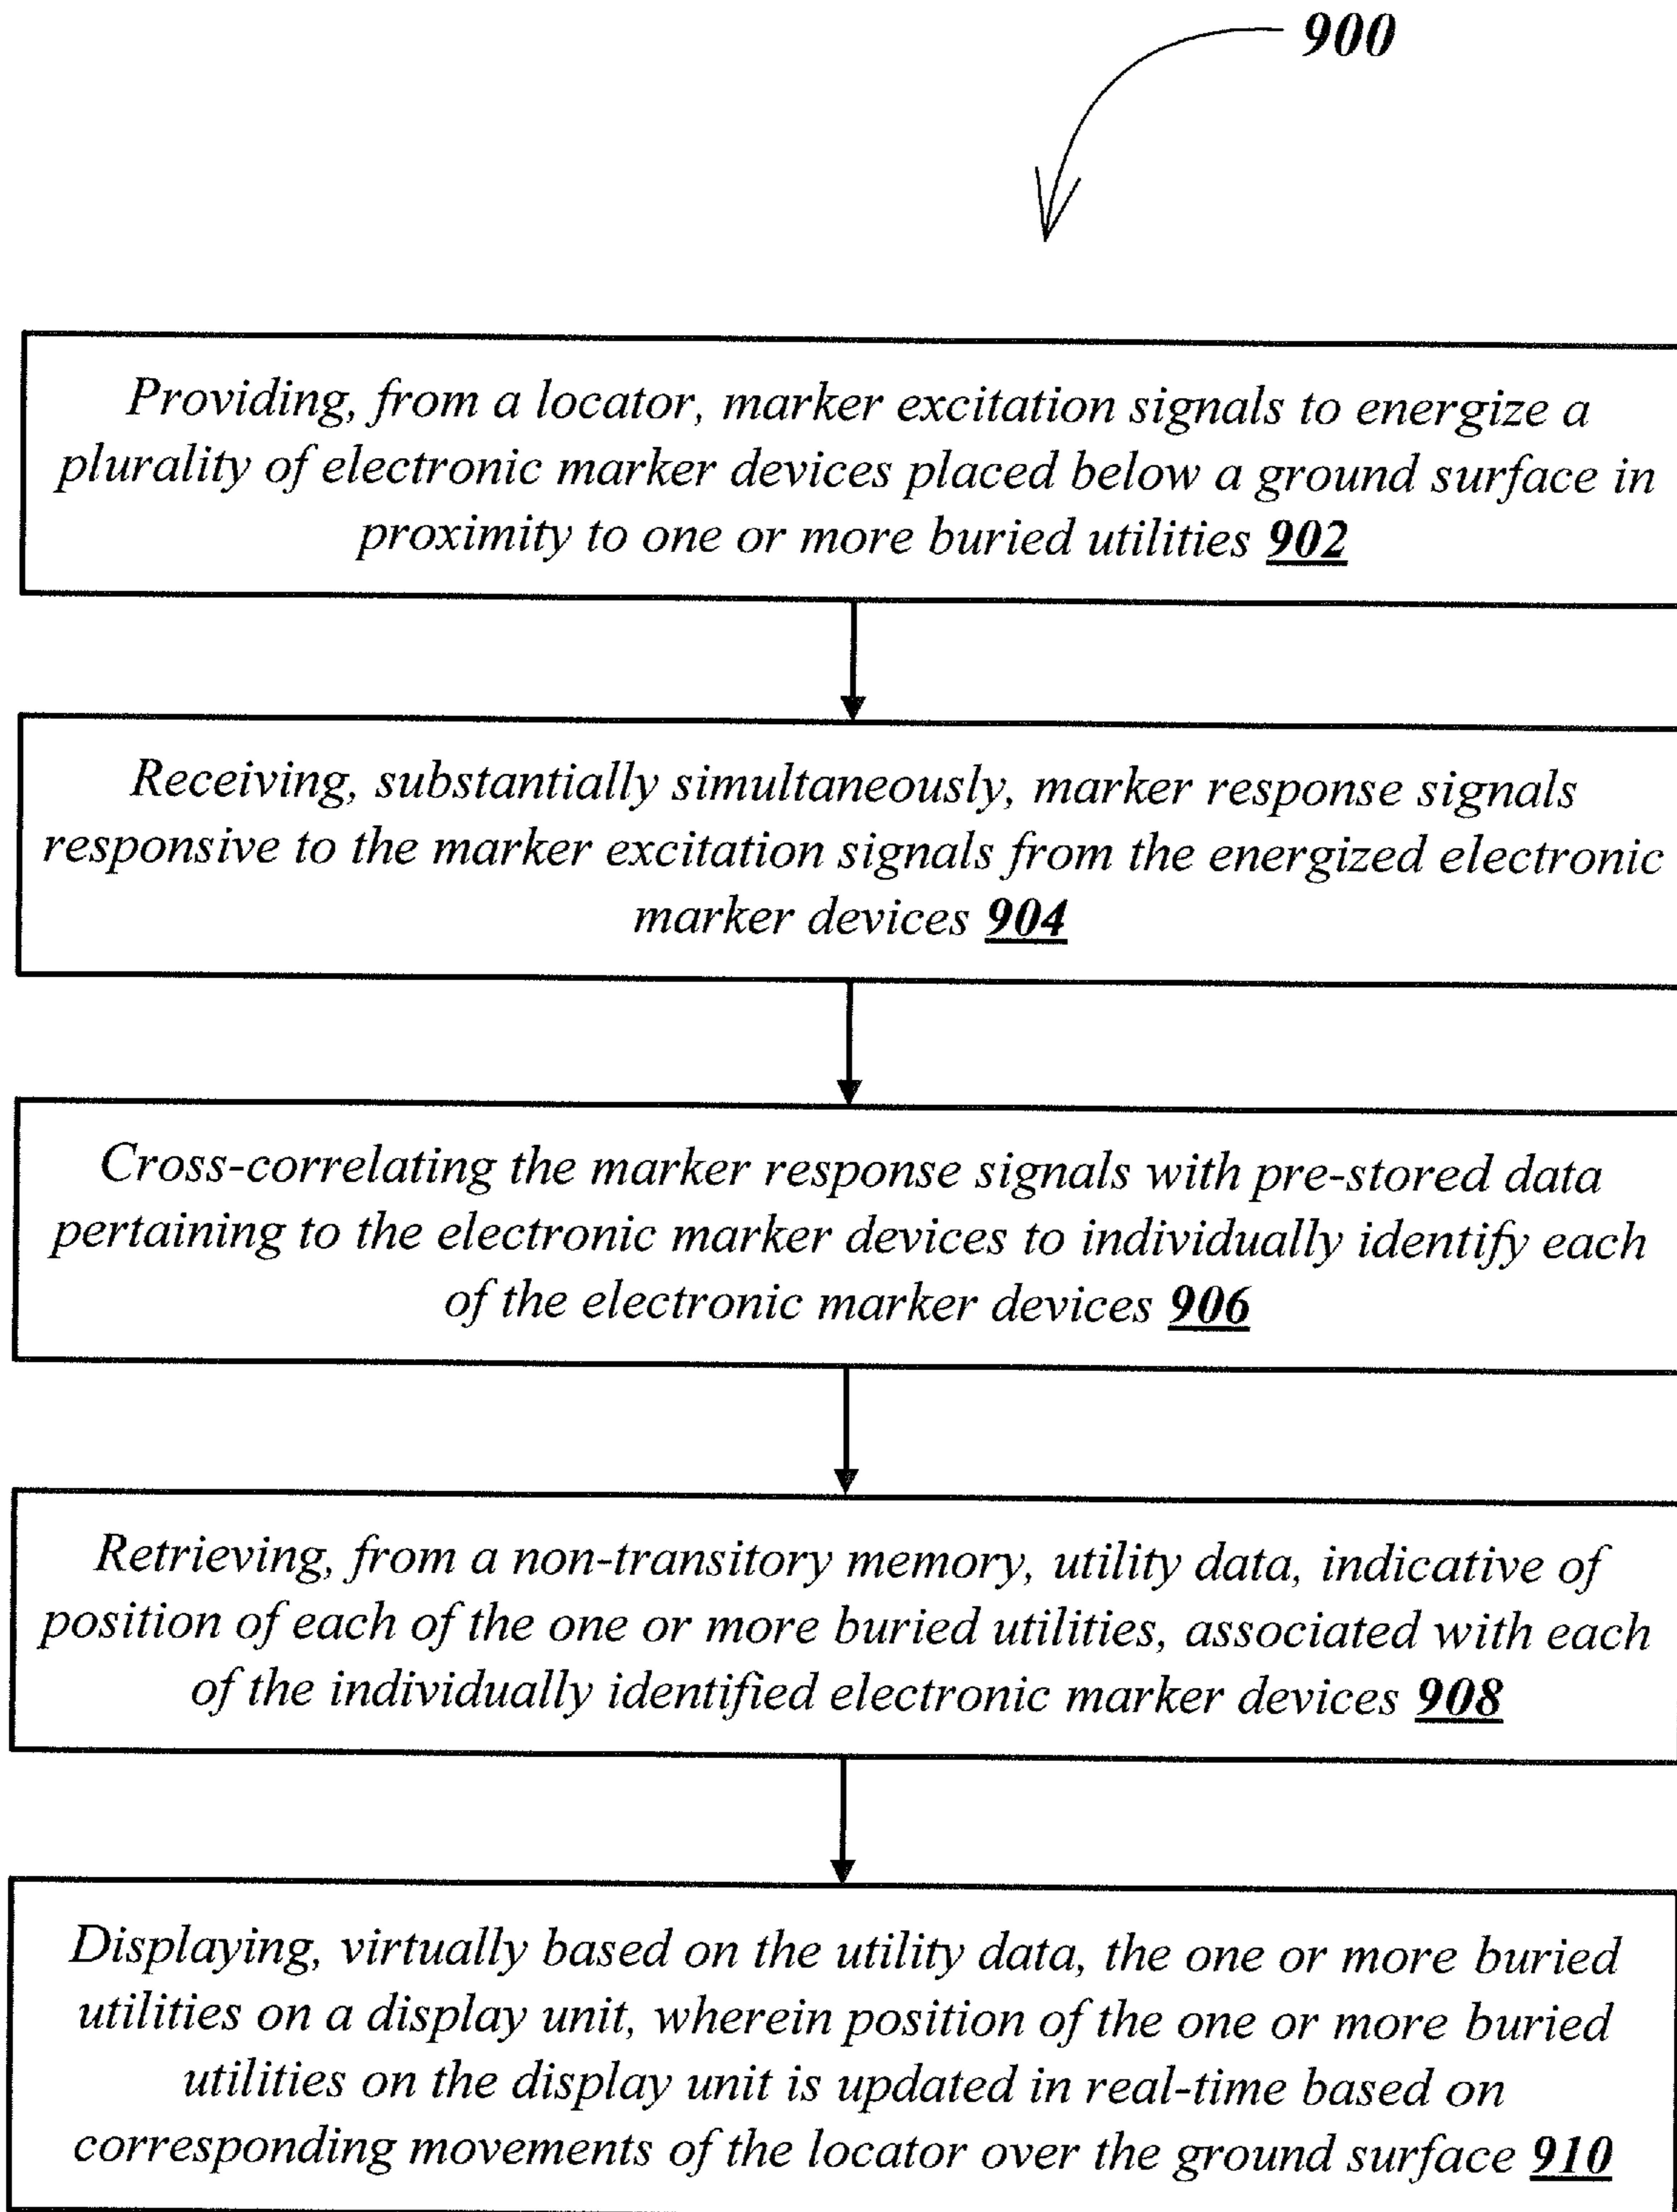 900
Providing, from a locator, marker excitation signals to energize a
plurality of electronic marker devices placed below a ground surface in
proximity to one or more buried utilities 902
Receiving, substantially simultaneously, marker response signals
responsive to the marker excitation signals from the energized electronic
marker devices 904
Cross-correlating the marker response signals with pre-stored data
pertaining to the electronic marker devices to individually identify each
of the electronic marker devices 906
Retrieving, from a non-transitory memory, utility data, indicative of
position of each of the one or more buried utilities, associated with each
of the individually identified electronic marker devices 908
Displaying, virtually based on the utility data, the one or more buried
utilities on a display unit, wherein position of the one or more buried
utilities on the display unit is updated in real-time based on
corresponding movements of the locator over the ground surface 910